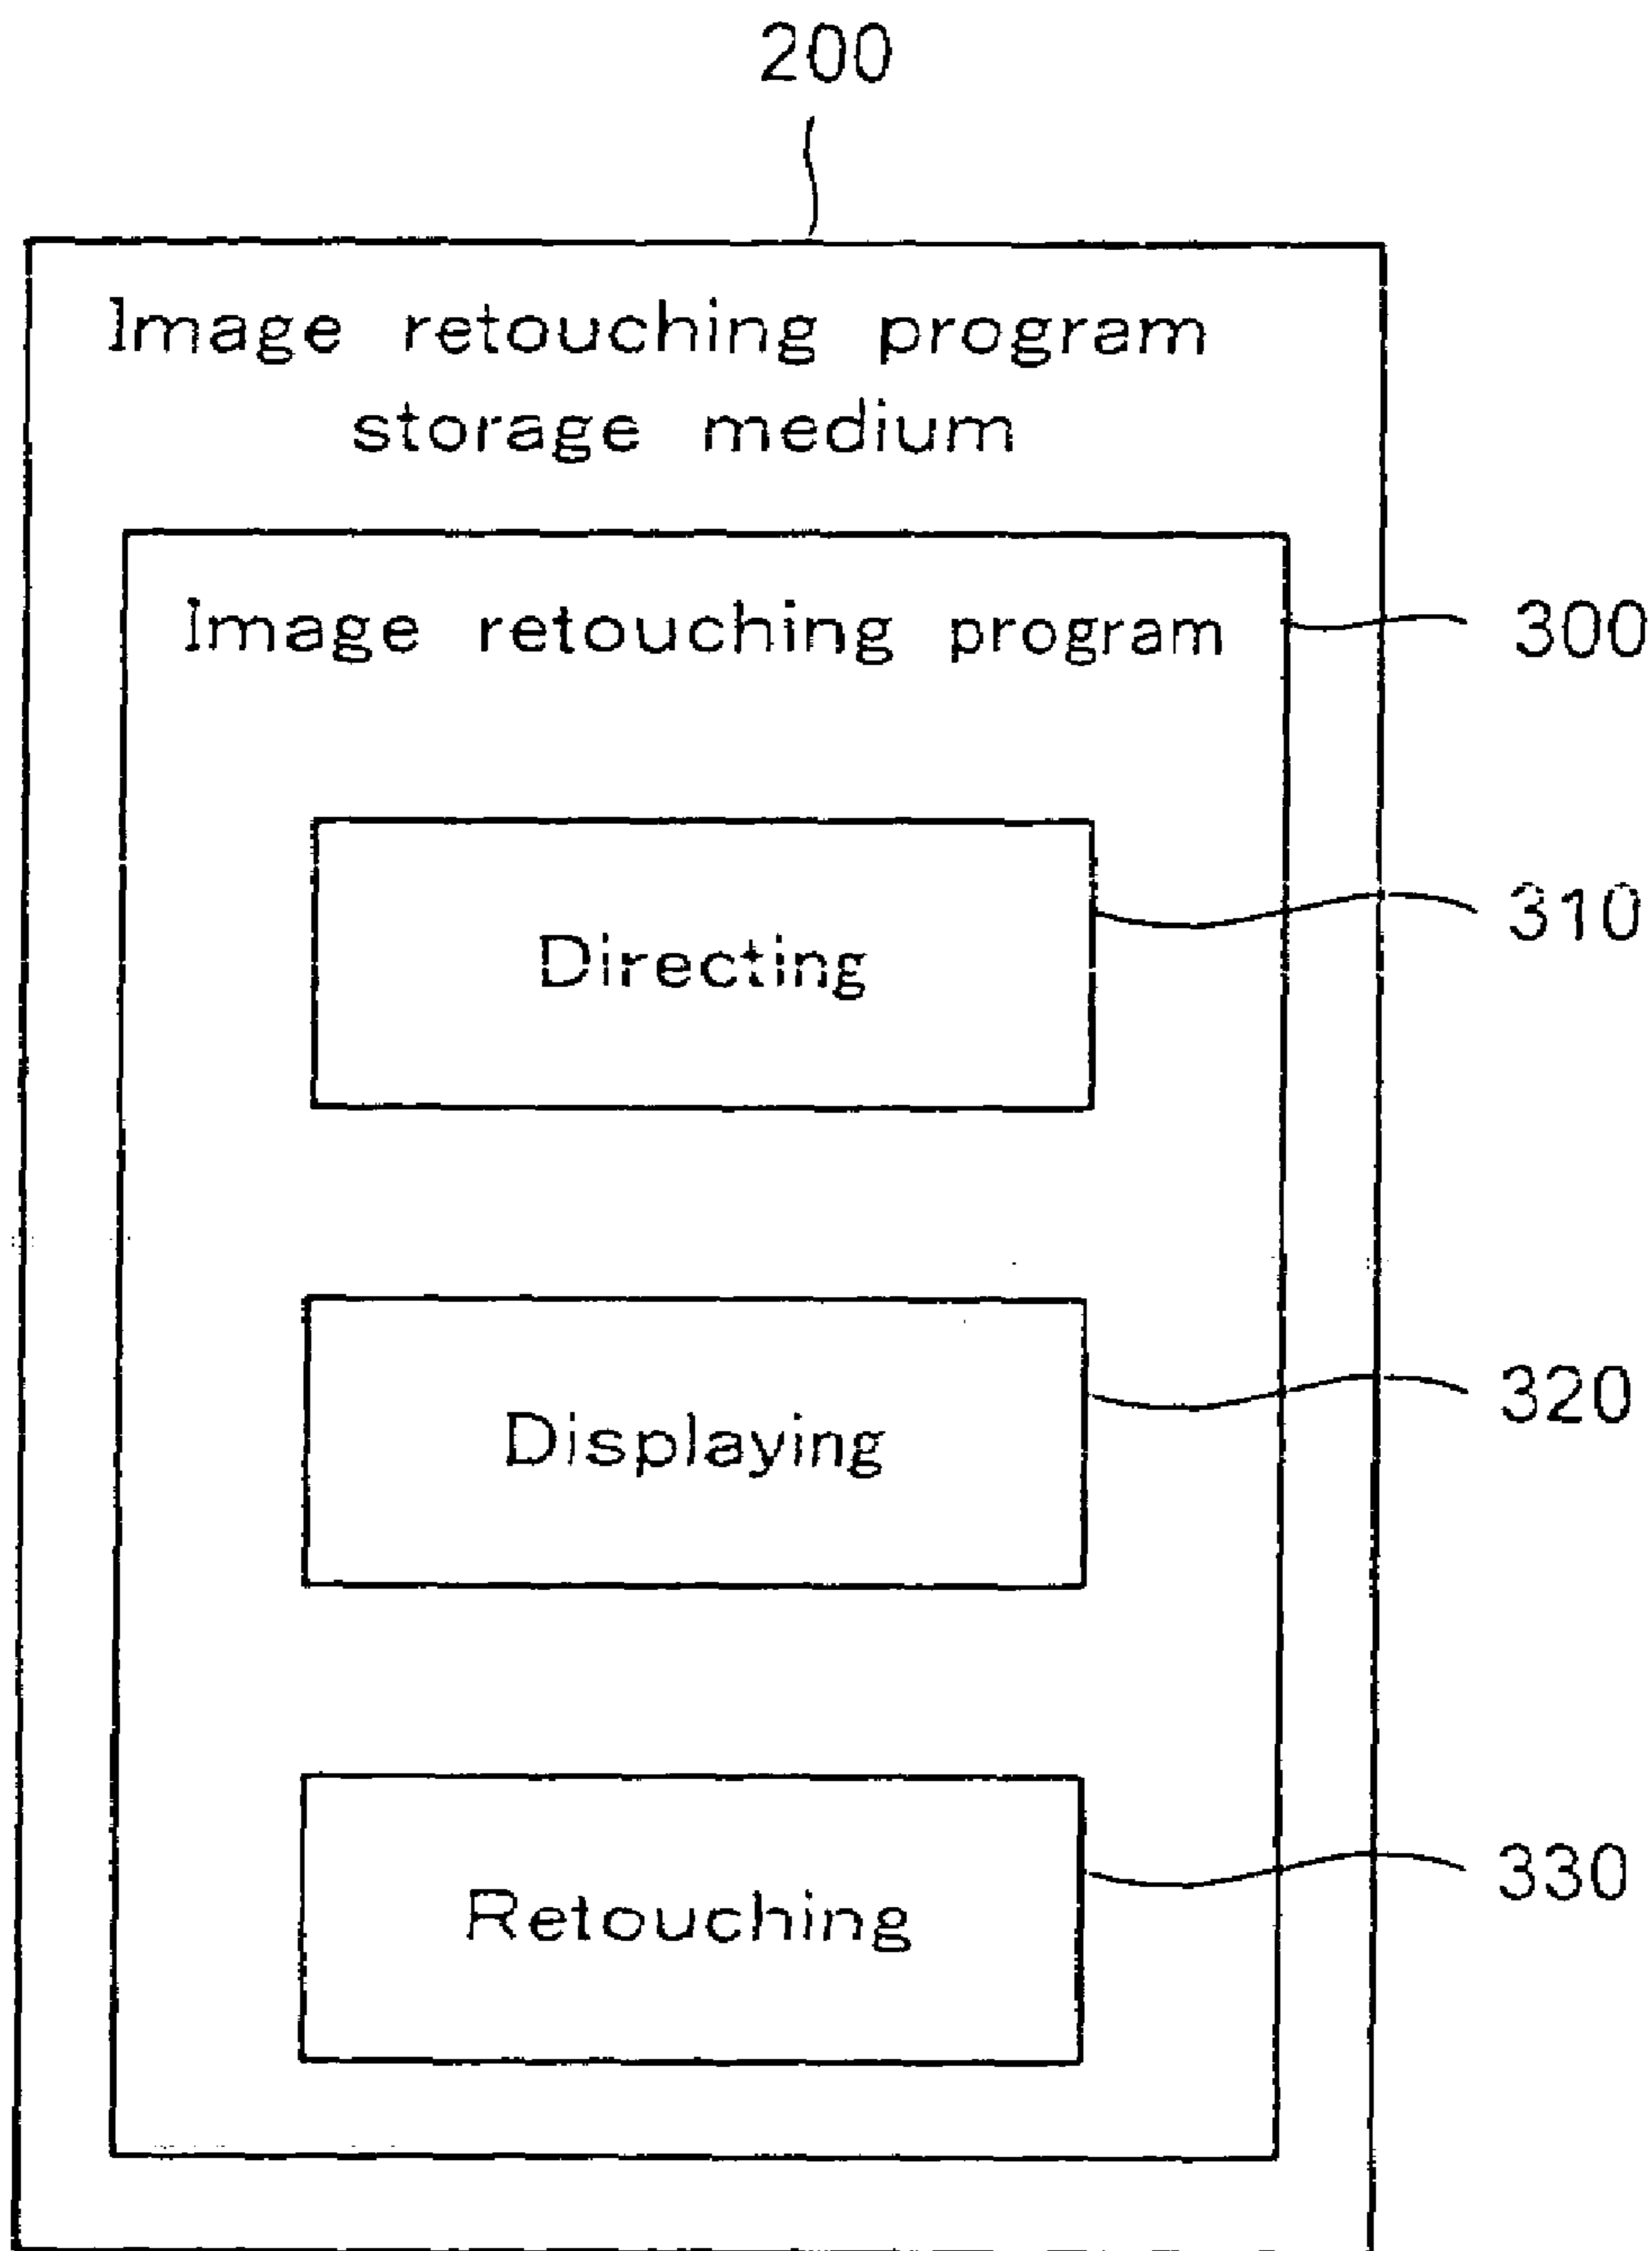 200
Image retouching program
storage medium
Image retouching program
300
Directing
310
Displaying
320
Retouching
330